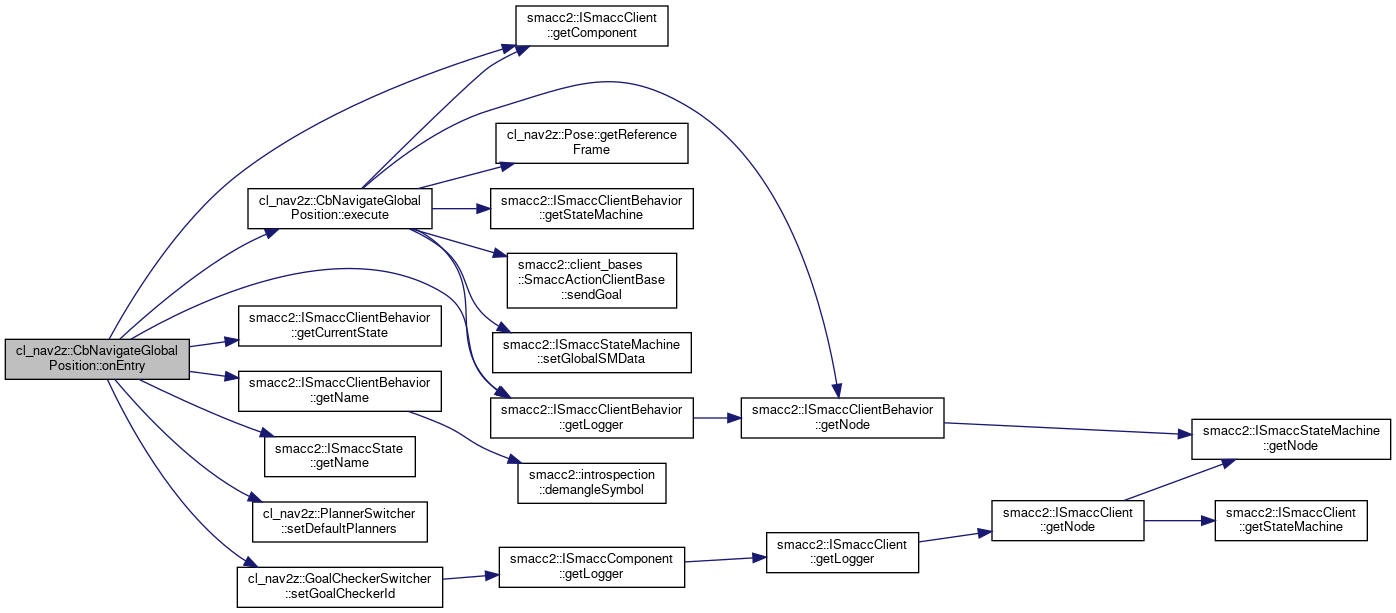 smacc2::ISmaccClient
::getComponent
cl_nav2z::Pose::getReference
Frame
cl_nav2z::CbNavigateGlobal
Position::execute
smacc2::ISmaccClientBehavior
::getStateMachine
smacc2::client_bases
::SmaccActionClientBase
::sendGoal
smacc2::ISmaccClientBehavior
::getCurrentState
cl_nav2z::CbNavigateGlobal
Position::onEntry
smacc2::ISmaccStateMachine
::setGlobalSMData
smacc2::ISmaccClientBehavior
::getName
smacc2::ISmaccClientBehavior
::getLogger
smacc2::ISmaccClientBehavior
::getNode
smacc2::ISmaccStateMachine
::getNode
smacc2::ISmaccState
::getName
smacc2::introspection
::demangleSymbol
cl_nav2z::PlannerSwitcher
::setDefaultPlanners
smacc2::ISmaccClient
::getNode
smacc2::ISmaccClient
::getStateMachine
cl_nav2z::GoalCheckerSwitcher
::setGoalCheckerId
smacc2::ISmaccComponent
::getLogger
smacc2::ISmaccClient
::getLogger